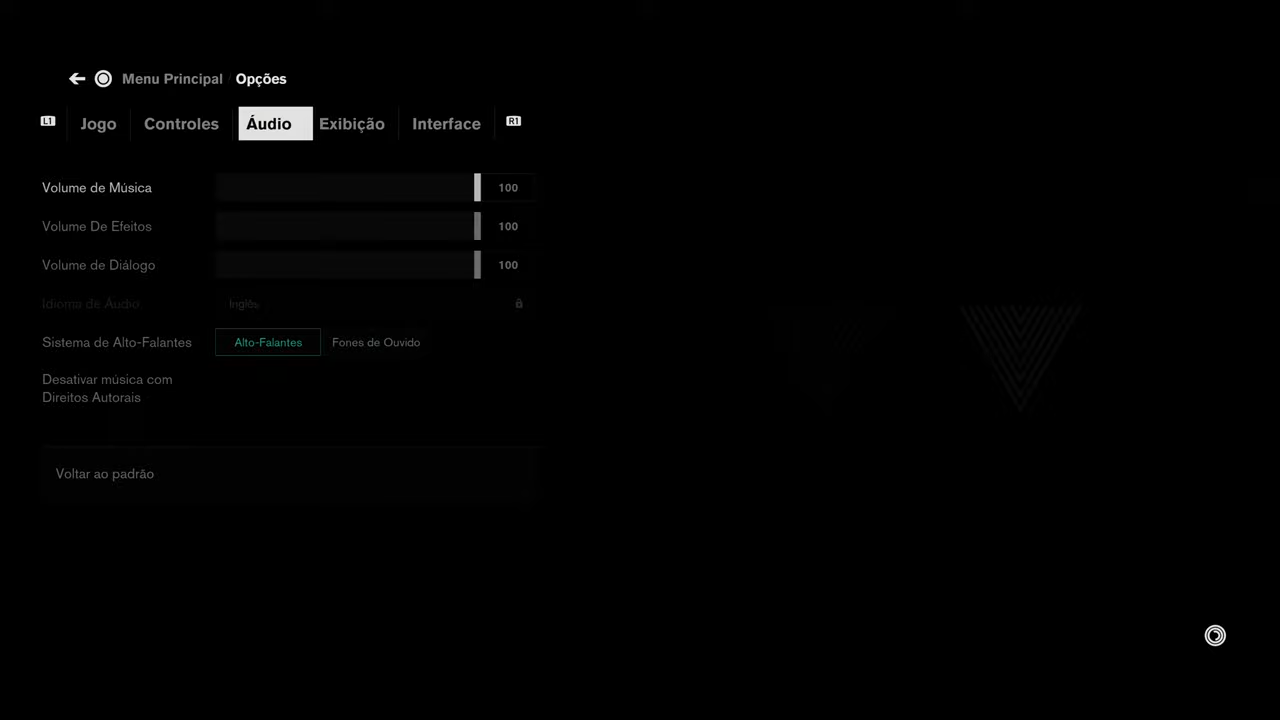 Menu Principal / Opções
L1 Jogo Controles Áudio Exibição Interface R1
Volume de Música 100
Volume De Efeitos 100
Volume de Diálogo 100
Idioma de Áudio Inglês
Sistema de Alto-Falantes Alto-Falantes Fones de Ouvido
Desativar música com
Direitos Autorais
Voltar ao padrão